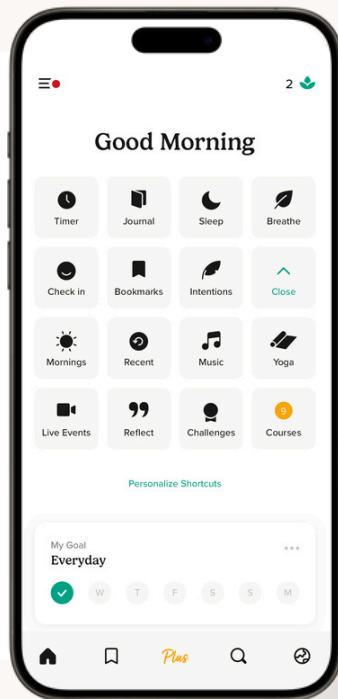 2
Good Morning
Timer Journal Sleep Breathe
Check in Bookmarks Intentions Close
Mornings Recent Music Yoga
Live Events Reflect Challenges Courses
9
Personalize Shortcuts
My Goal
Everyday
W T F S S M
Plus